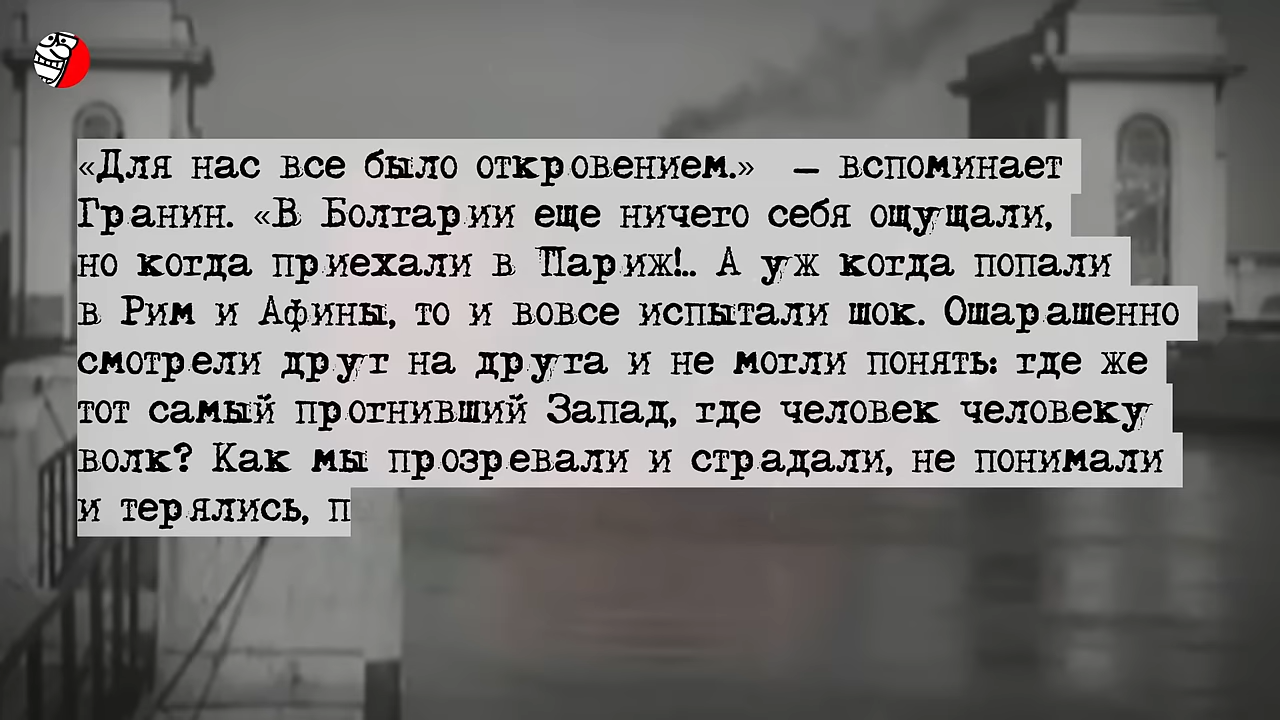 «Для нас все было откровением.» – вспоминает
Гранин. «В Болгарии еще ничего себя ощущали,
но когда приехали в Париж!.. А уж когда попали
в Рим и Афины, то и вовсе испытали шок. Ошарашенно
смотрели друг на друга и не могли понять: где же
тот самый прогнивший Запад, где человек человеку
волк? Как мы прозревали и страдали, не понимали
и терялись, п